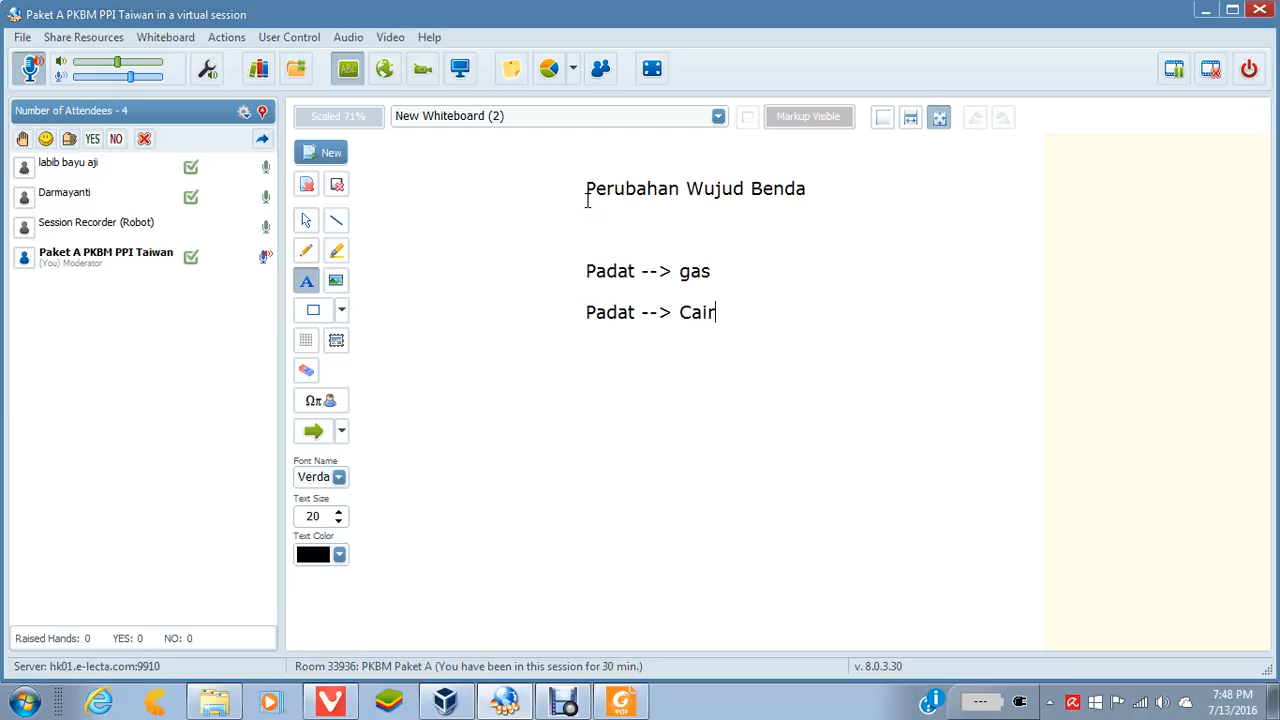 Paket A PKBM PPI Taiwan in a virtual session
File Share Resources Whiteboard Actions User Control Audio Video Help
Number of Attendees - 4
Scaled 71% New Whiteboard (2) Markup Visible
YES NO
New
labib bayu aji
Darmayanti
Session Recorder (Robot)
Paket A PKBM PPI Taiwan
(You) Moderator
Perubahan Wujud Benda
Padat --> gas
Padat --> Cair
ABC
A
Ωπ
Font Name
Verda
Text Size
20
Text Color
Raised Hands: 0 YES: 0 NO: 0
Server: hk01.e-lecta.com:9910 Room 33936: PKBM Paket A (You have been in this session for 30 min.) v. 8.0.3.30
PDF
---
7:48 PM
7/13/2016